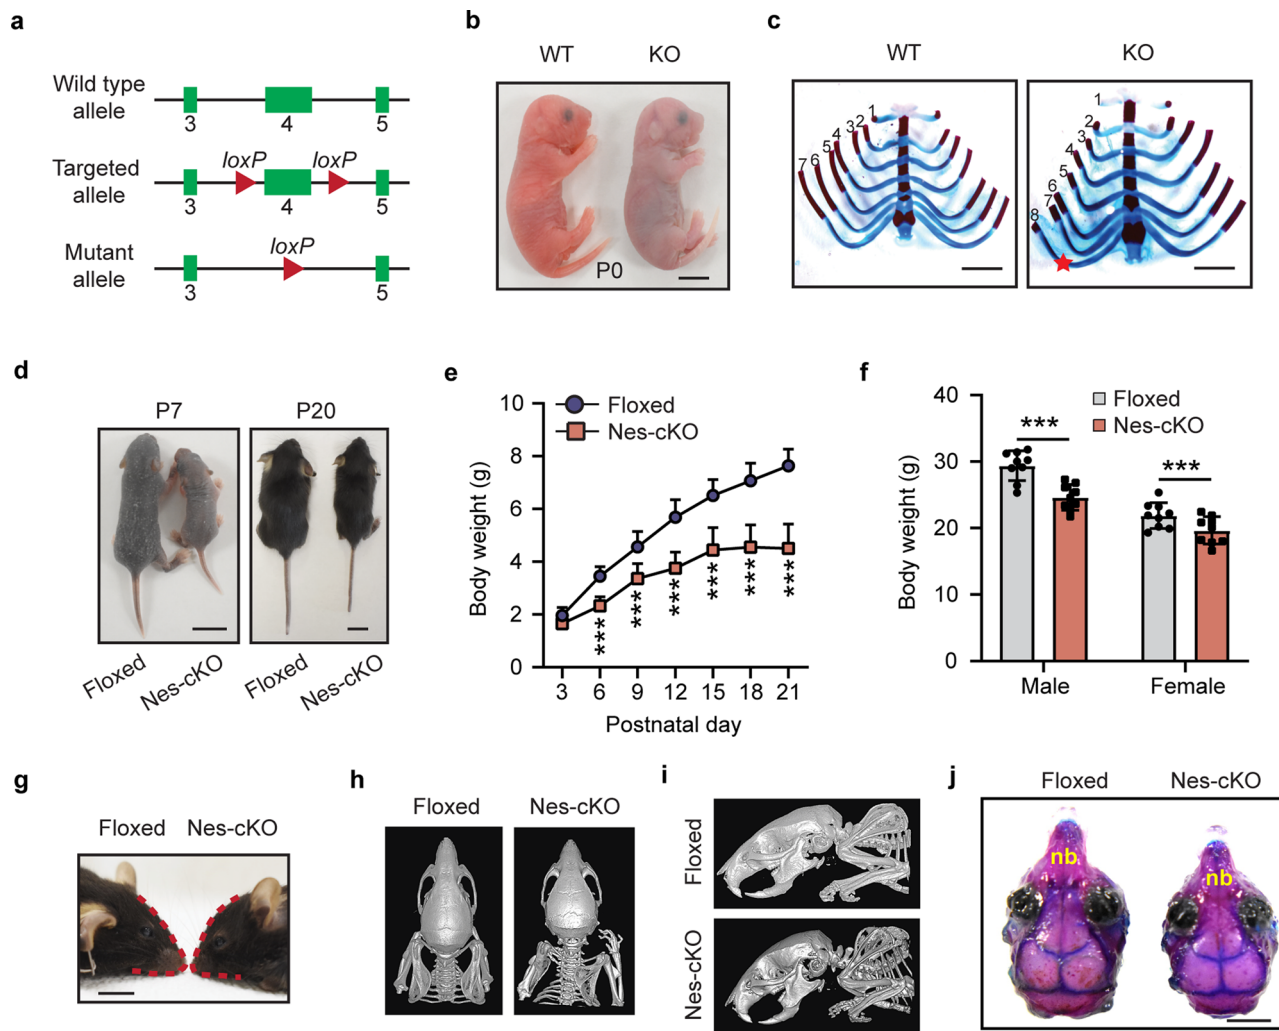 a
Wild type
allele
3
4
5
Targeted
allele
loxP
loxP
3
4
5
Mutant
allele
loxP
3
5
b
WT
KO
P0
c
WT
KO
1
2
3
4
5
6
7
1
2
3
4
5
6
7
8
d
P7
P20
Floxed
Nes-cKO
Floxed
Nes-cKO
e
Floxed
Nes-cKO
Body weight (g)
10
8
6
4
2
0
***
***
***
***
***
***
3 6 9 12 15 18 21
Postnatal day
f
Floxed
Nes-cKO
Body weight (g)
40
30
20
10
0
***
***
Male
Female
g
Floxed
Nes-cKO
h
Floxed
Nes-cKO
i
Floxed
Nes-cKO
j
Floxed
Nes-cKO
nb
nb